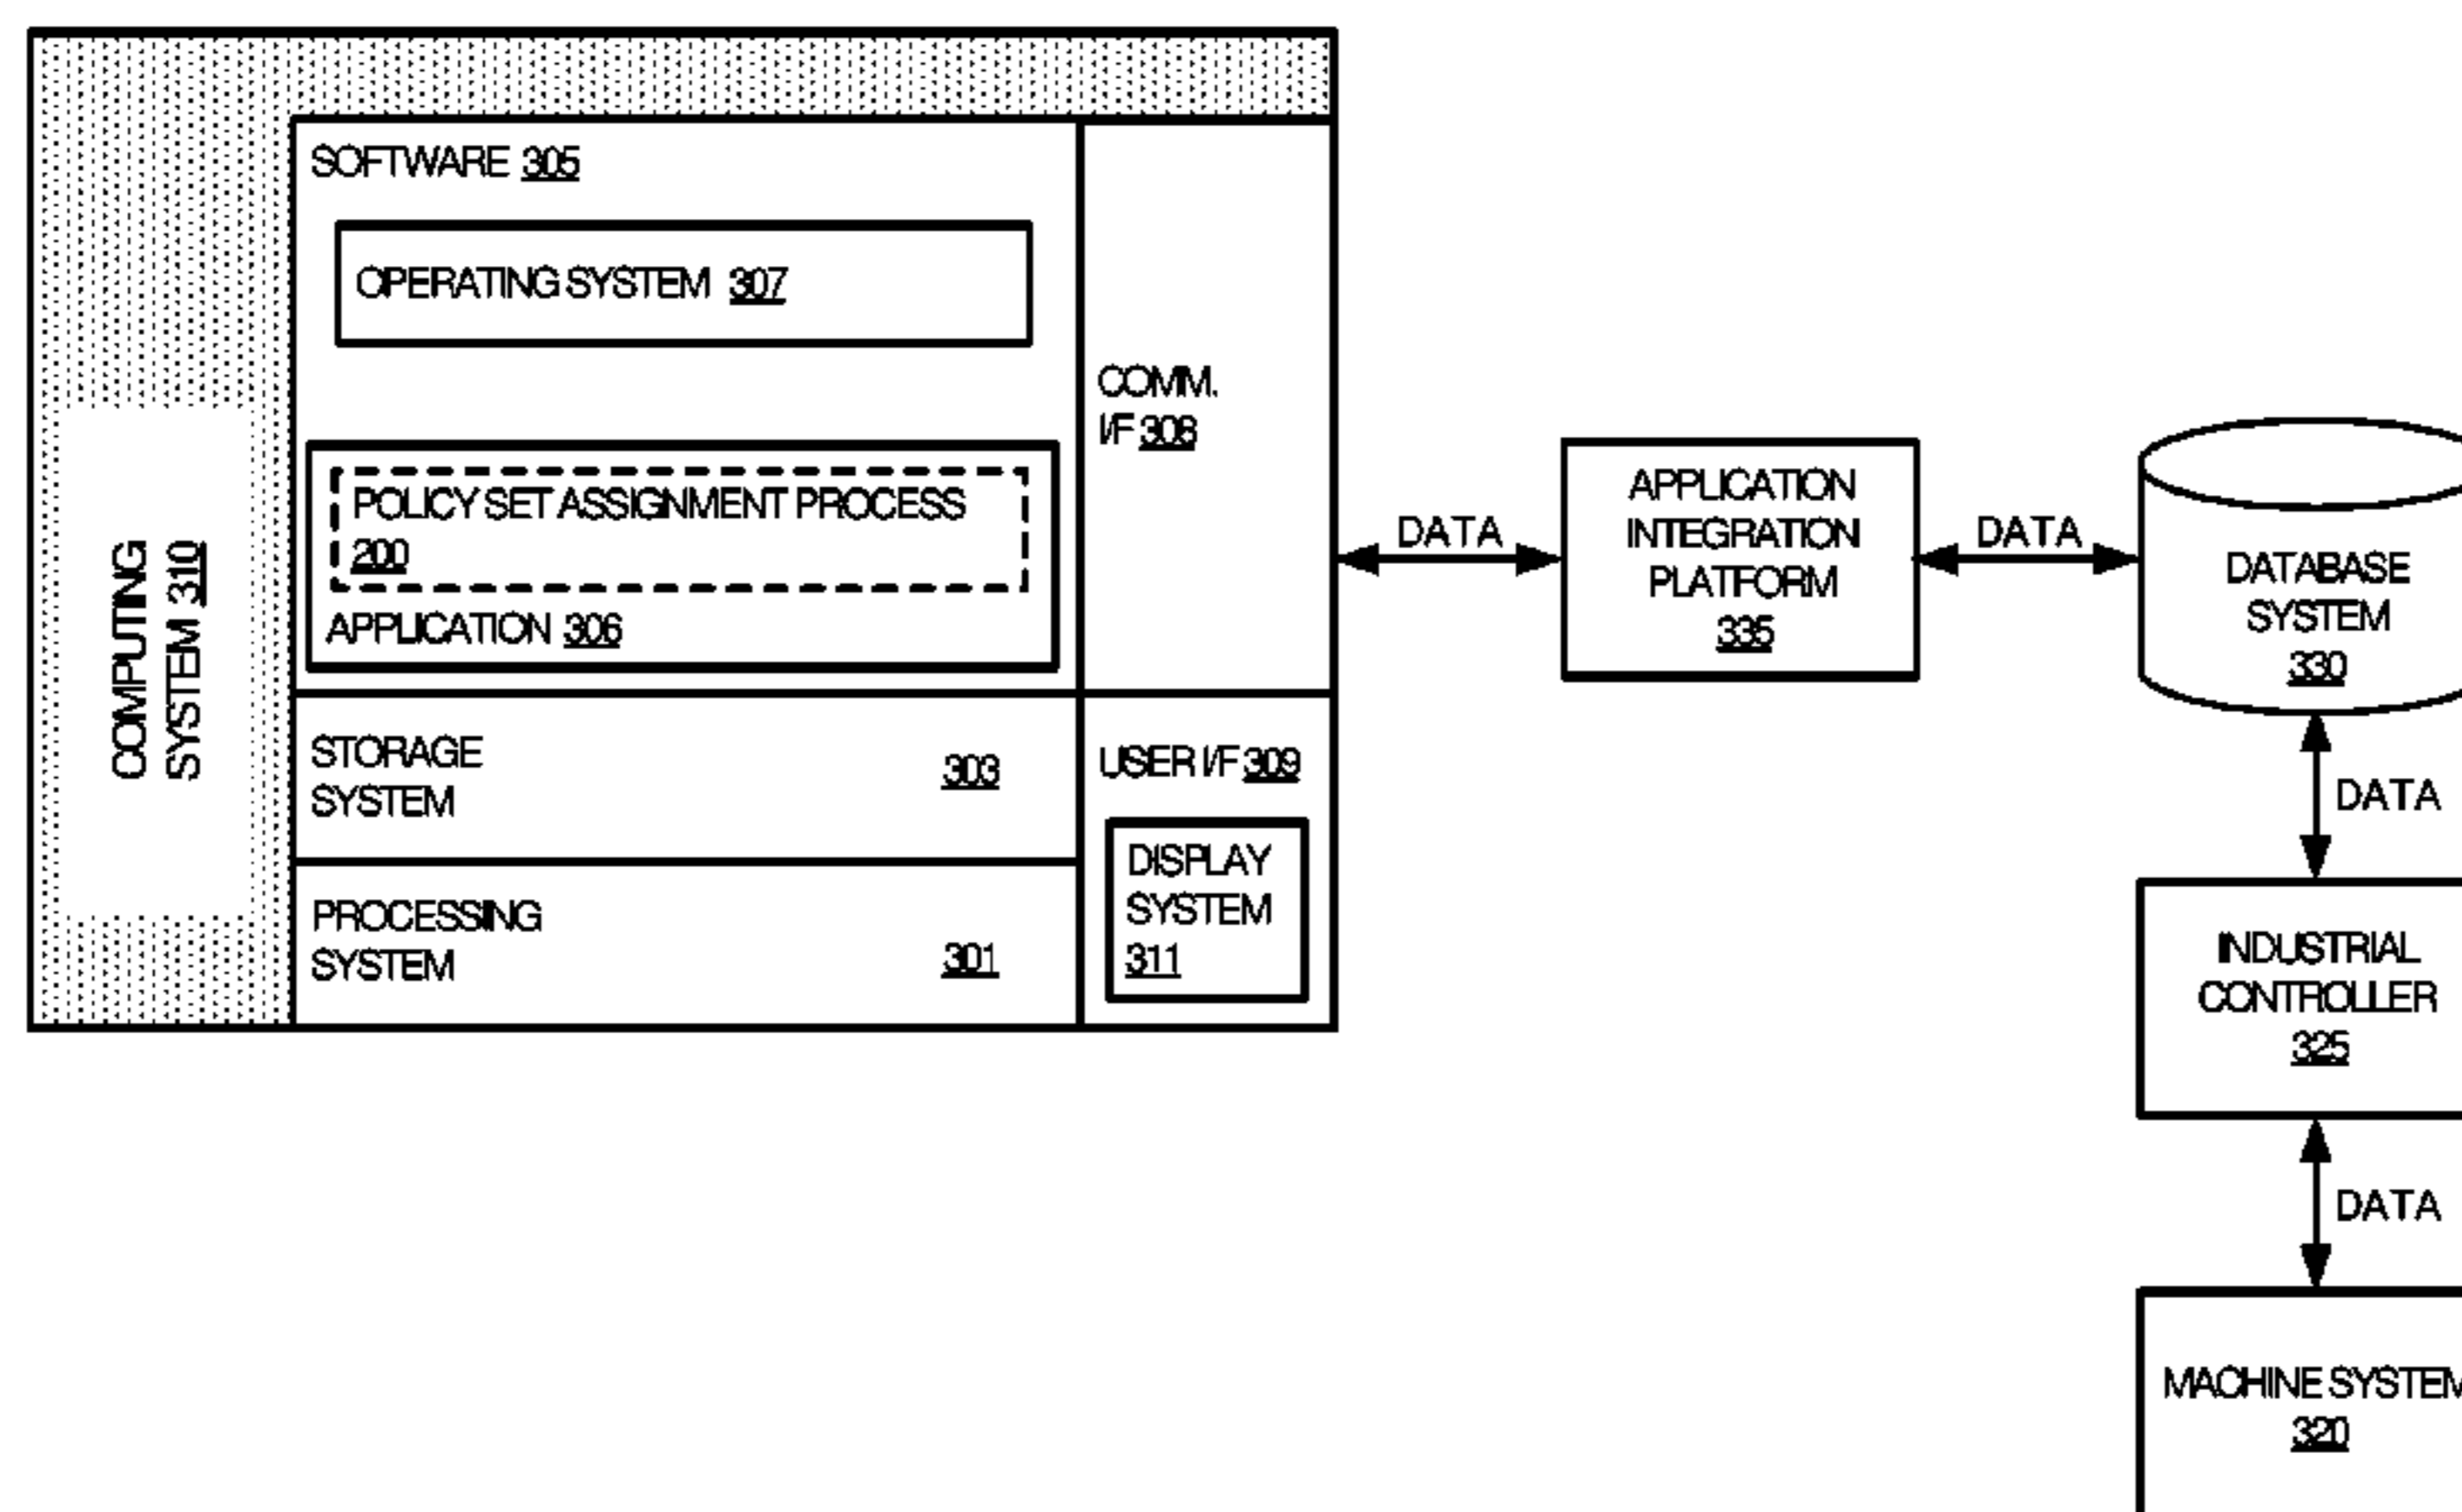 COMPUTING
SYSTEM 310
SOFTWARE 305
OPERATING SYSTEM 307
POLICY SET ASSIGNMENT PROCESS
200
APPLICATION 306
STORAGE
SYSTEM
303
PROCESSING
SYSTEM
301
COMM.
I/F 308
USER I/F 309
DISPLAY
SYSTEM
311
DATA
APPLICATION
INTEGRATION
PLATFORM
335
DATA
DATABASE
SYSTEM
330
DATA
INDUSTRIAL
CONTROLLER
325
DATA
MACHINE SYSTEM
320